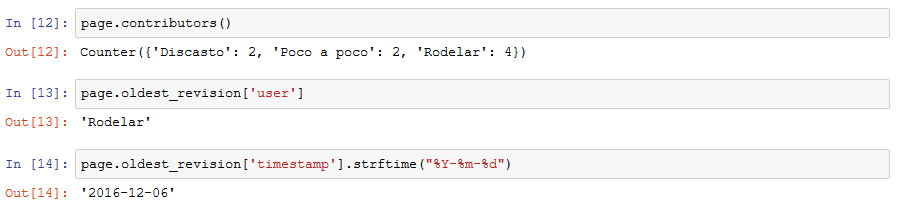 In [12]: page.contributors()
Out[12]: Counter({'Discasto': 2, 'Poco a poco': 2, 'Rodelar': 4})
In [13]: page.oldest_revision['user']
Out[13]: 'Rodelar'
In [14]: page.oldest_revision['timestamp'].strftime("%Y-%m-%d")
Out[14]: '2016-12-06'